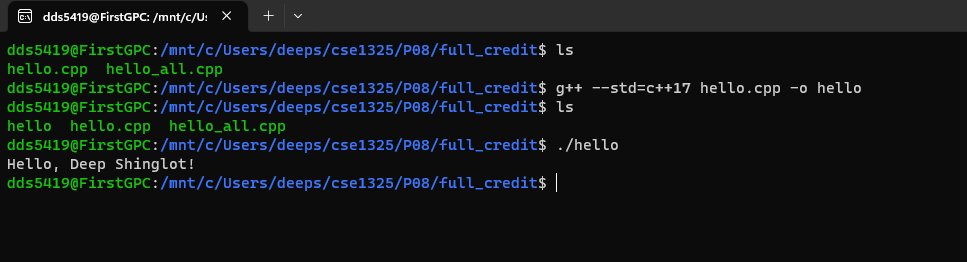 dds5419@FirstGPC: /mnt/c/Us
dds5419@FirstGPC:/mnt/c/Users/deeps/cse1325/P08/full_credit$ ls
hello.cpp  hello_all.cpp
dds5419@FirstGPC:/mnt/c/Users/deeps/cse1325/P08/full_credit$ g++ --std=c++17 hello.cpp -o hello
dds5419@FirstGPC:/mnt/c/Users/deeps/cse1325/P08/full_credit$ ls
hello  hello.cpp  hello_all.cpp
dds5419@FirstGPC:/mnt/c/Users/deeps/cse1325/P08/full_credit$ ./hello
Hello, Deep Shinglot!
dds5419@FirstGPC:/mnt/c/Users/deeps/cse1325/P08/full_credit$